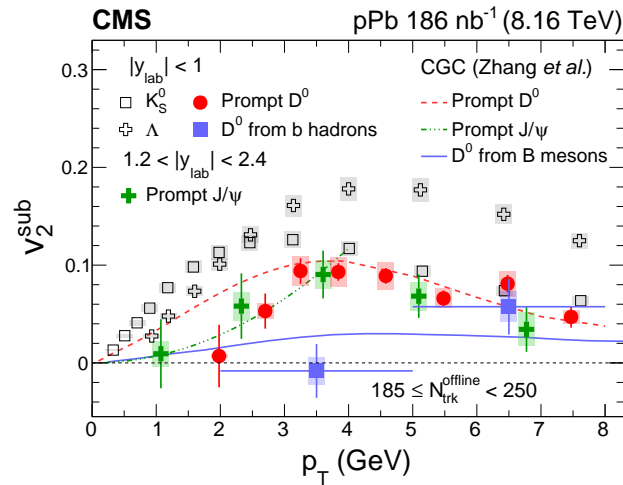 CMS pPb 186 nb⁻¹ (8.16 TeV)
|y_lab| < 1
K⁰_S
Prompt D⁰
Λ
D⁰ from b hadrons
1.2 < |y_lab| < 2.4
Prompt J/ψ
CGC (Zhang et al.)
Prompt D⁰
Prompt J/ψ
D⁰ from B mesons
0.3
0.2
0.1
0
v₂^sub
185 ≤ N_trk^offline < 250
0 1 2 3 4 5 6 7 8
p_T (GeV)